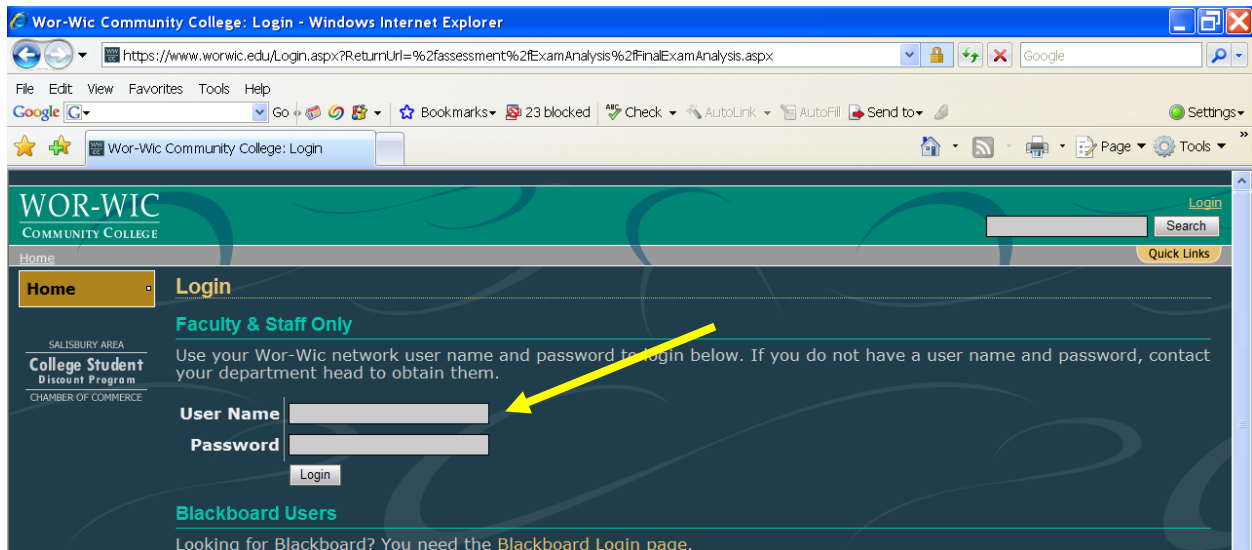 Wor-Wic Community College: Login - Windows Internet Explorer
https://www.worwic.edu/Login.aspx?ReturnUrl=%2fassessment%2fExamAnalysis%2fFinalExamAnalysis.aspx
Google
File Edit View Favorites Tools Help
Google G Go Bookmarks 23 blocked ABC Check AutoLink AutoFill Send to Settings
Wor-Wic Community College: Login Page Tools »
WOR-WIC
COMMUNITY COLLEGE
Login
Search
Home
Quick Links
Home
Login
SALISBURY AREA
College Student
Discount Program
CHAMBER OF COMMERCE
Faculty & Staff Only
Use your Wor-Wic network user name and password to login below. If you do not have a user name and password, contact
your department head to obtain them.
User Name
Password
Login
Blackboard Users
Looking for Blackboard? You need the Blackboard Login page.